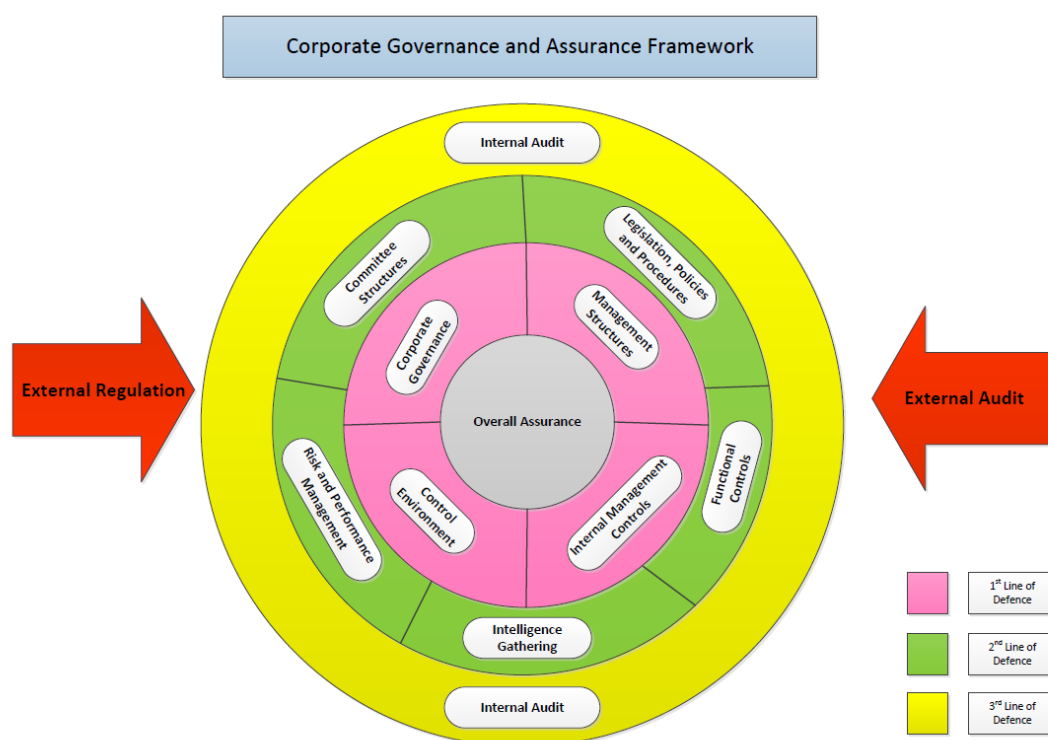 Corporate Governance and Assurance Framework
Internal Audit
Committee
Structures
Legislation, Policies
and Procedures
Corporate
Governance
Management
Structures
External Regulation
Overall Assurance
External Audit
Risk and Performance
Management
Control
Environment
Internal Management
Controls
Functional
Controls
Intelligence
Gathering
Internal Audit
1st Line of
Defence
2nd Line of
Defence
3rd Line of
Defence